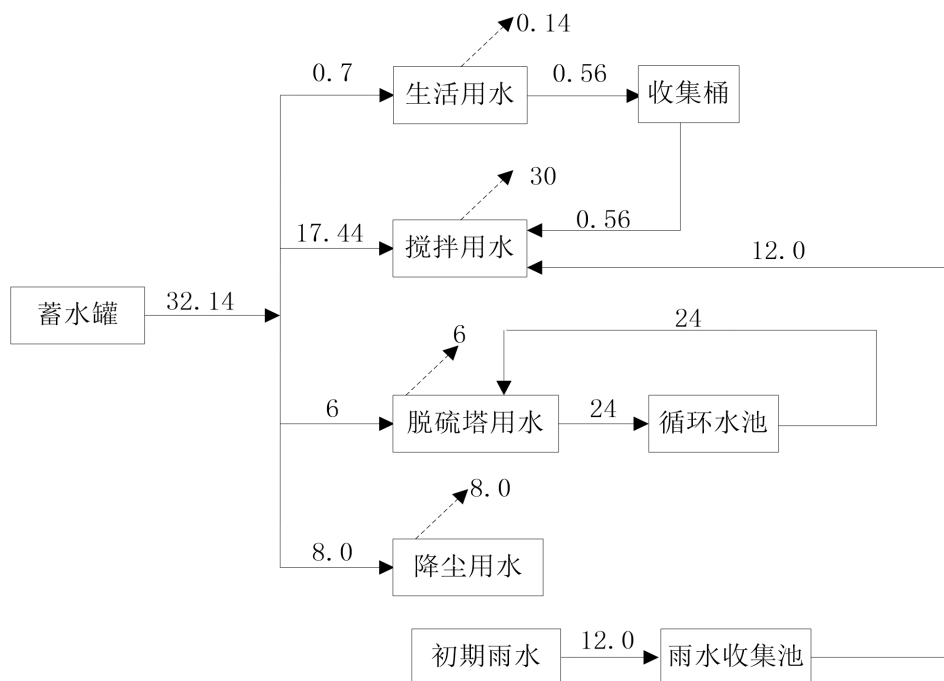 0.14
0.7
生活用水
0.56
收集桶
30
17.44
搅拌用水
0.56
12.0
蓄水罐
32.14
6
24
6
脱硫塔用水
24
循环水池
8.0
8.0
降尘用水
初期雨水
12.0
雨水收集池